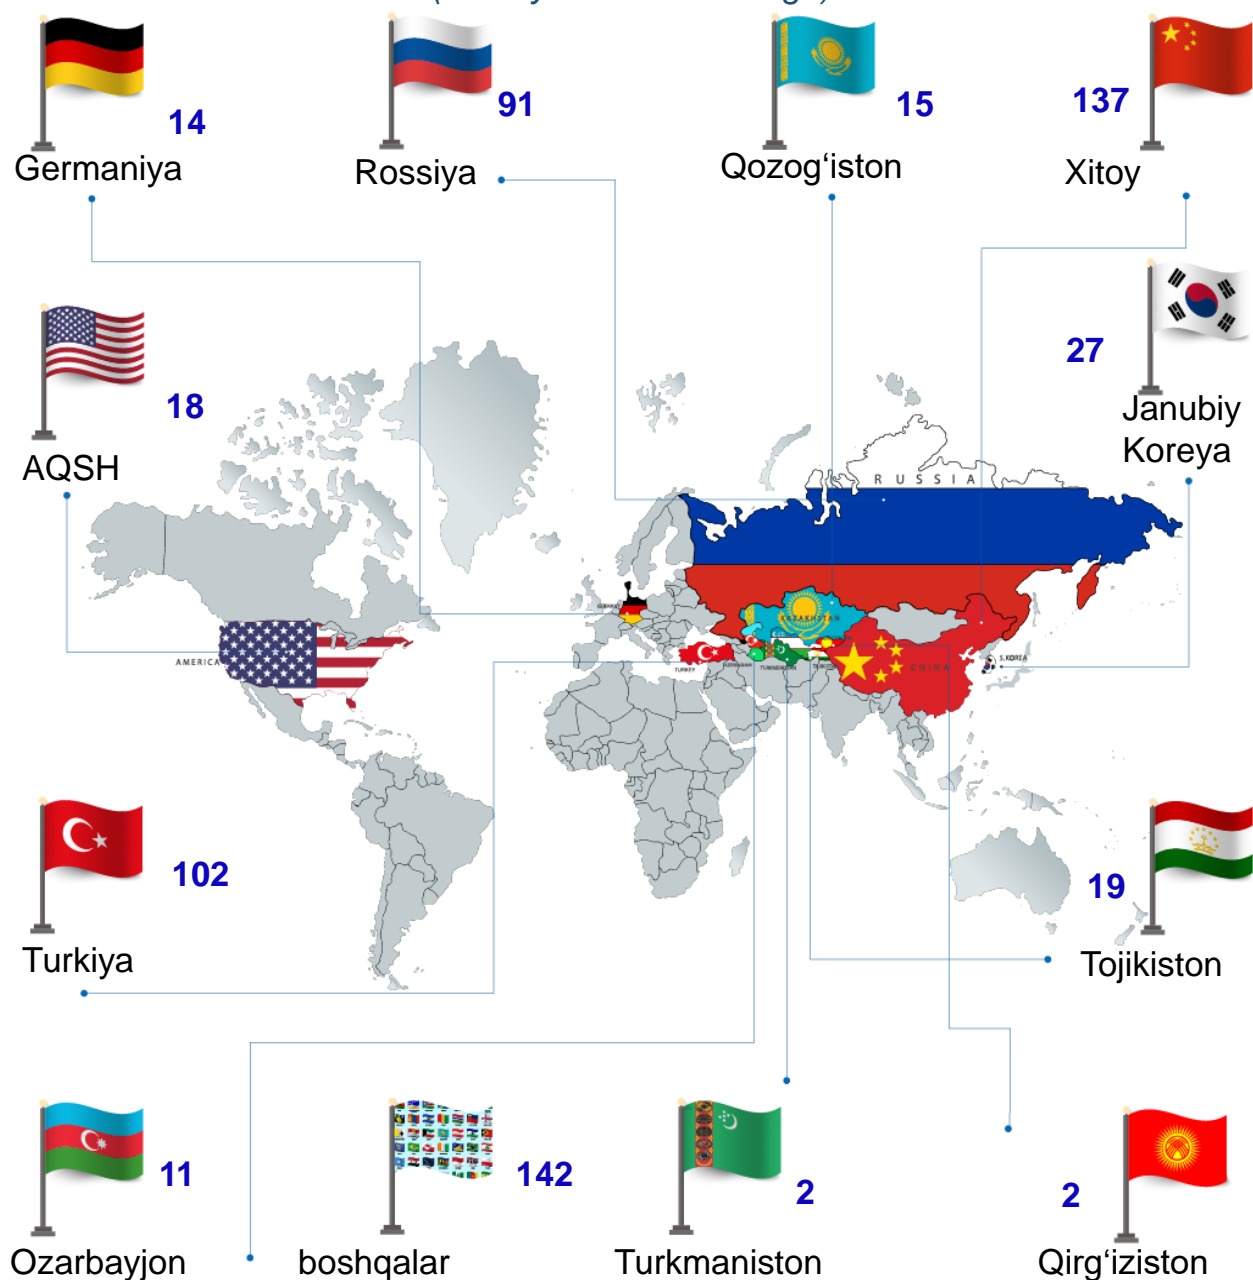 14
Germaniya
91
Rossiya
15
Qozog‘iston
137
Xitoy
18
AQSH
27
Janubiy
Koreya
RUSSIA
KAZAKHSTAN
AMERICA
TURKEY
CHINA
S.KOREA
102
Turkiya
19
Tojikiston
11
Ozarbayjon
142
boshqalar
2
Turkmaniston
2
Qirg‘iziston